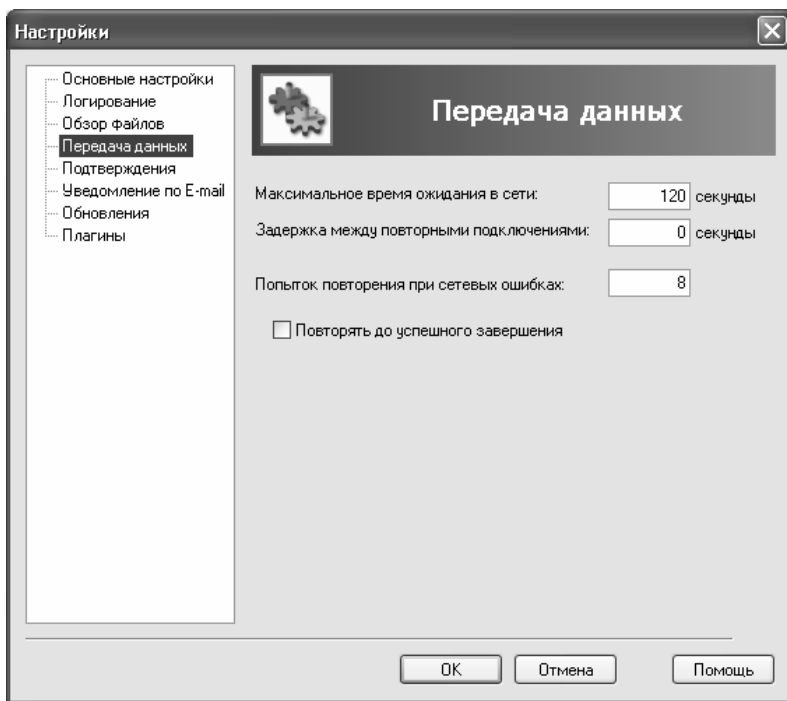 Настройки
Основные настройки
Логирование
Обзор файлов
Передача данных
Подтверждения
Уведомление по E-mail
Обновления
Плагины
Передача данных
Максимальное время ожидания в сети: 120 секунды
Задержка между повторными подключениями: 0 секунды
Попыток повторения при сетевых ошибках: 8
Повторять до успешного завершения
OK Отмена Помощь